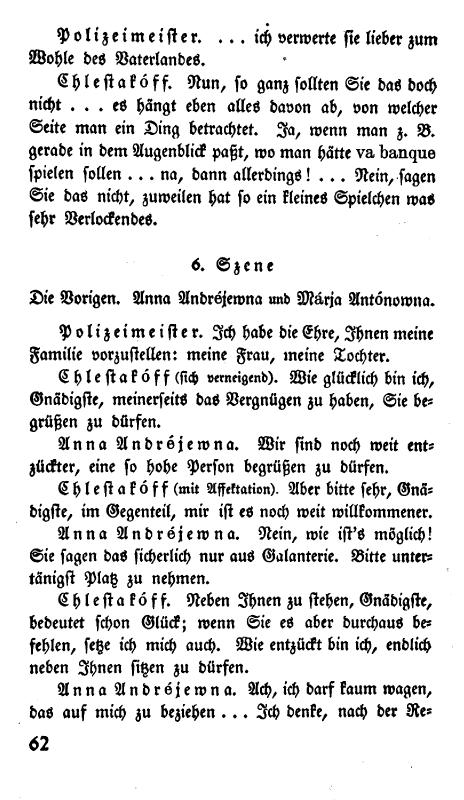 Polizeimeister. ... ich verwerte sie lieber zum
Wohle des Vaterlandes.
Chlestakóff. Nun, so ganz sollten Sie das doch
nicht ... es hängt eben alles davon ab, von welcher
Seite man ein Ding betrachtet. Ja, wenn man z. B.
gerade in dem Augenblick paßt, wo man hätte va banque
spielen sollen ... na, dann allerdings! ... Nein, sagen
Sie das nicht, zuweilen hat so ein kleines Spielchen was
sehr Verlockendes.
6. Szene
Die Vorigen. Anna Andréjewna und Márja Antónowna.
Polizeimeister. Ich habe die Ehre, Ihnen meine
Familie vorzustellen: meine Frau, meine Tochter.
Chlestakóff (sich verneigend). Wie glücklich bin ich,
Gnädigste, meinerseits das Vergnügen zu haben, Sie be-
grüßen zu dürfen.
Anna Andréjewna. Wir sind noch weit ent-
zückter, eine so hohe Person begrüßen zu dürfen.
Chlestakóff (mit Affektation). Aber bitte sehr, Gnä-
digste, im Gegenteil, mir ist es noch weit willkommener.
Anna Andréjewna. Nein, wie ist's möglich!
Sie sagen das sicherlich nur aus Galanterie. Bitte unter-
tänigst Platz zu nehmen.
Chlestakóff. Neben Ihnen zu stehen, Gnädigste,
bedeutet schon Glück; wenn Sie es aber durchaus be-
fehlen, setze ich mich auch. Wie entzückt bin ich, endlich
neben Ihnen sitzen zu dürfen.
Anna Andréjewna. Ach, ich darf kaum wagen,
das auf mich zu beziehen ... Ich denke, nach der Re-
62